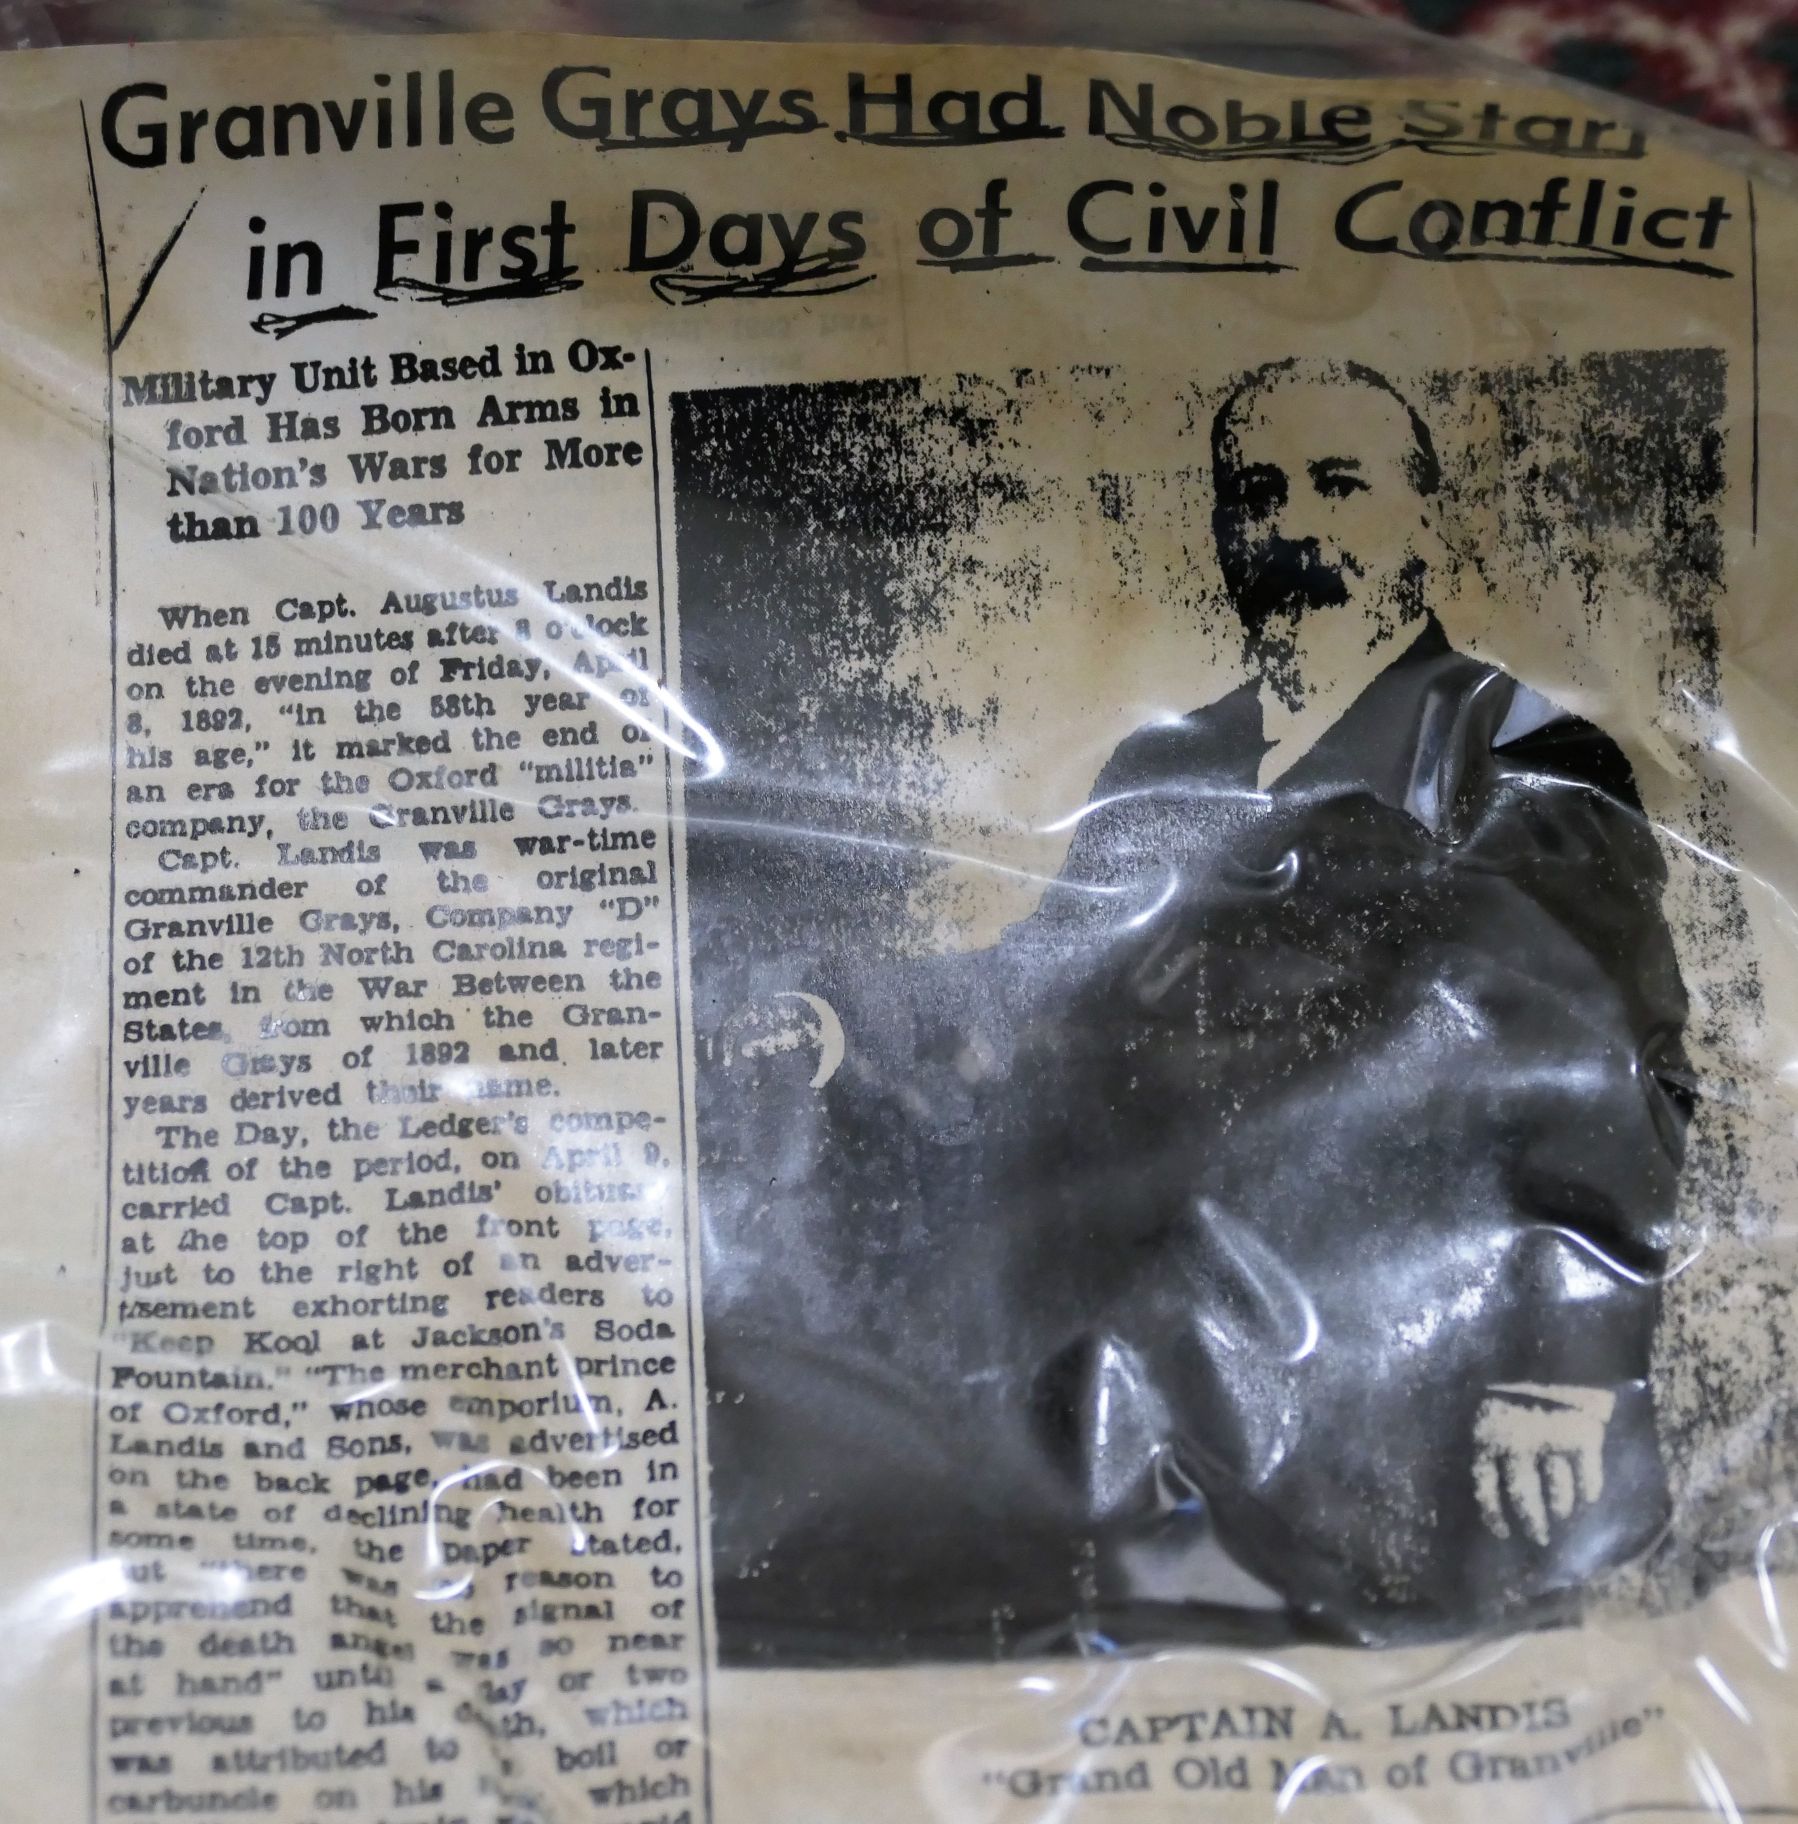 Granville Grays Had Noble Start
in First Days of Civil Conflict
Military Unit Based in Ox-
ford Has Born Arms in
Nation's Wars for More
than 100 Years
When Capt. Augustus Landis
died at 15 minutes after 8 o'clock
on the evening of Friday, April
8, 1892, "in the 58th year of
his age," it marked the end of
an era for the Oxford "militia"
company, the Granville Grays.
Capt. Landis was war-time
commander of the original
Granville Grays, Company "D"
of the 12th North Carolina regi-
ment in the War Between the
States, from which the Gran-
ville Grays of 1892 and later
years derived their name.
The Day, the Ledger's compe-
tition of the period, on April 9,
carried Capt. Landis' obituary
at the top of the front page,
just to the right of an adver-
tisement exhorting readers to
"Keep Kool at Jackson's Soda
Fountain." "The merchant prince
of Oxford," whose emporium, A.
Landis and Sons, was advertised
on the back page, had been in
a state of declining health for
some time, the paper stated,
but "there was no reason to
apprehend that the signal of
the death angel was so near
at hand" until a day or two
previous to his death, which
was attributed to a boil or
carbuncle on his which
CAPTAIN A. LANDIS
"Grand Old Man of Granville"